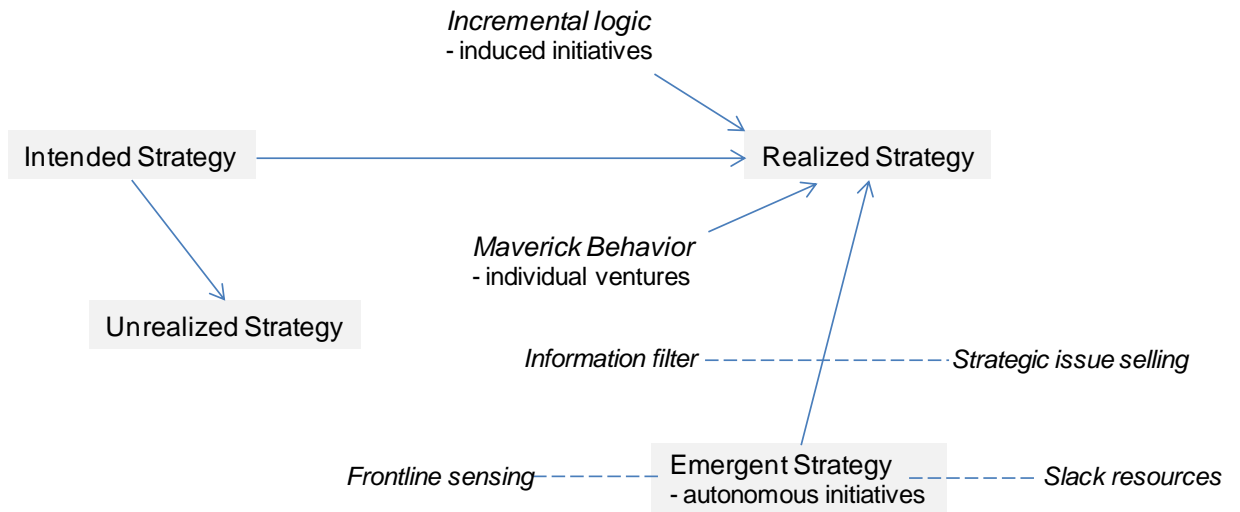 Incremental logic
- induced initiatives
Intended Strategy
Realized Strategy
Maverick Behavior
- individual ventures
Unrealized Strategy
Information filter
Strategic issue selling
Emergent Strategy
- autonomous initiatives
Frontline sensing
Slack resources